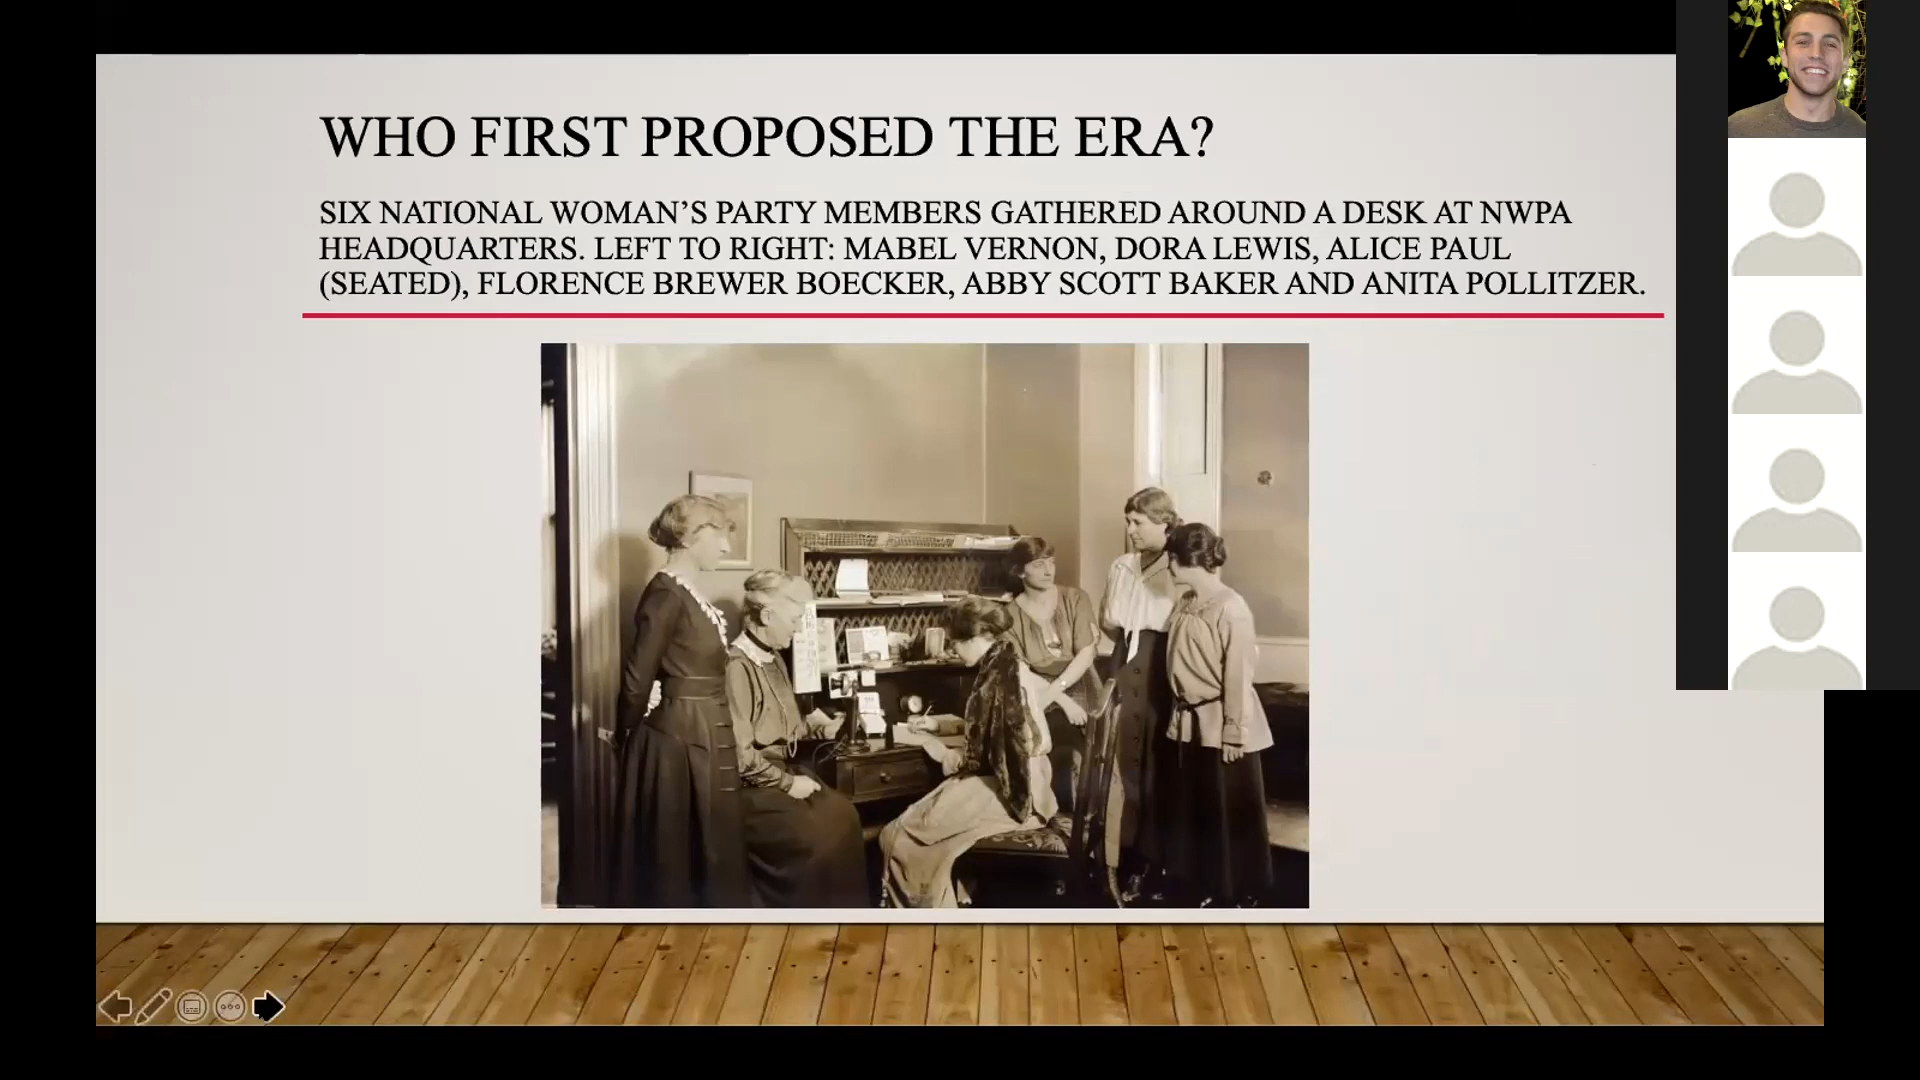 WHO FIRST PROPOSED THE ERA?
SIX NATIONAL WOMAN’S PARTY MEMBERS GATHERED AROUND A DESK AT NWPA
HEADQUARTERS. LEFT TO RIGHT: MABEL VERNON, DORA LEWIS, ALICE PAUL
(SEATED), FLORENCE BREWER BOECKER, ABBY SCOTT BAKER AND ANITA POLLITZER.